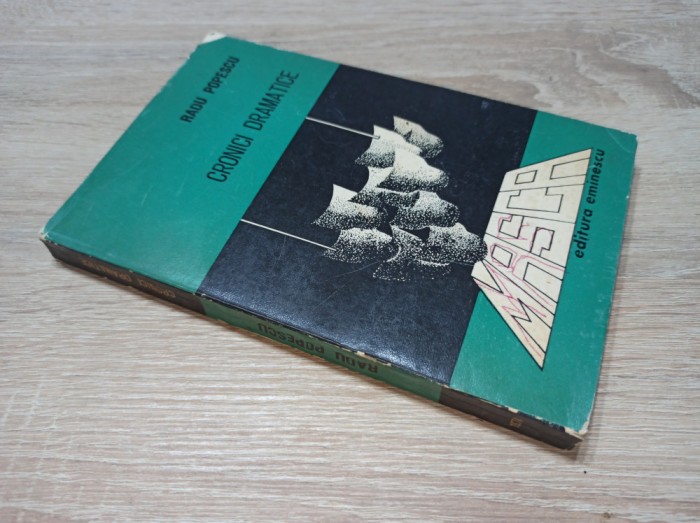 RADU POPESCU
CRONICI DRAMATICE
MASCA
editura eminescu
RADU POPESCU